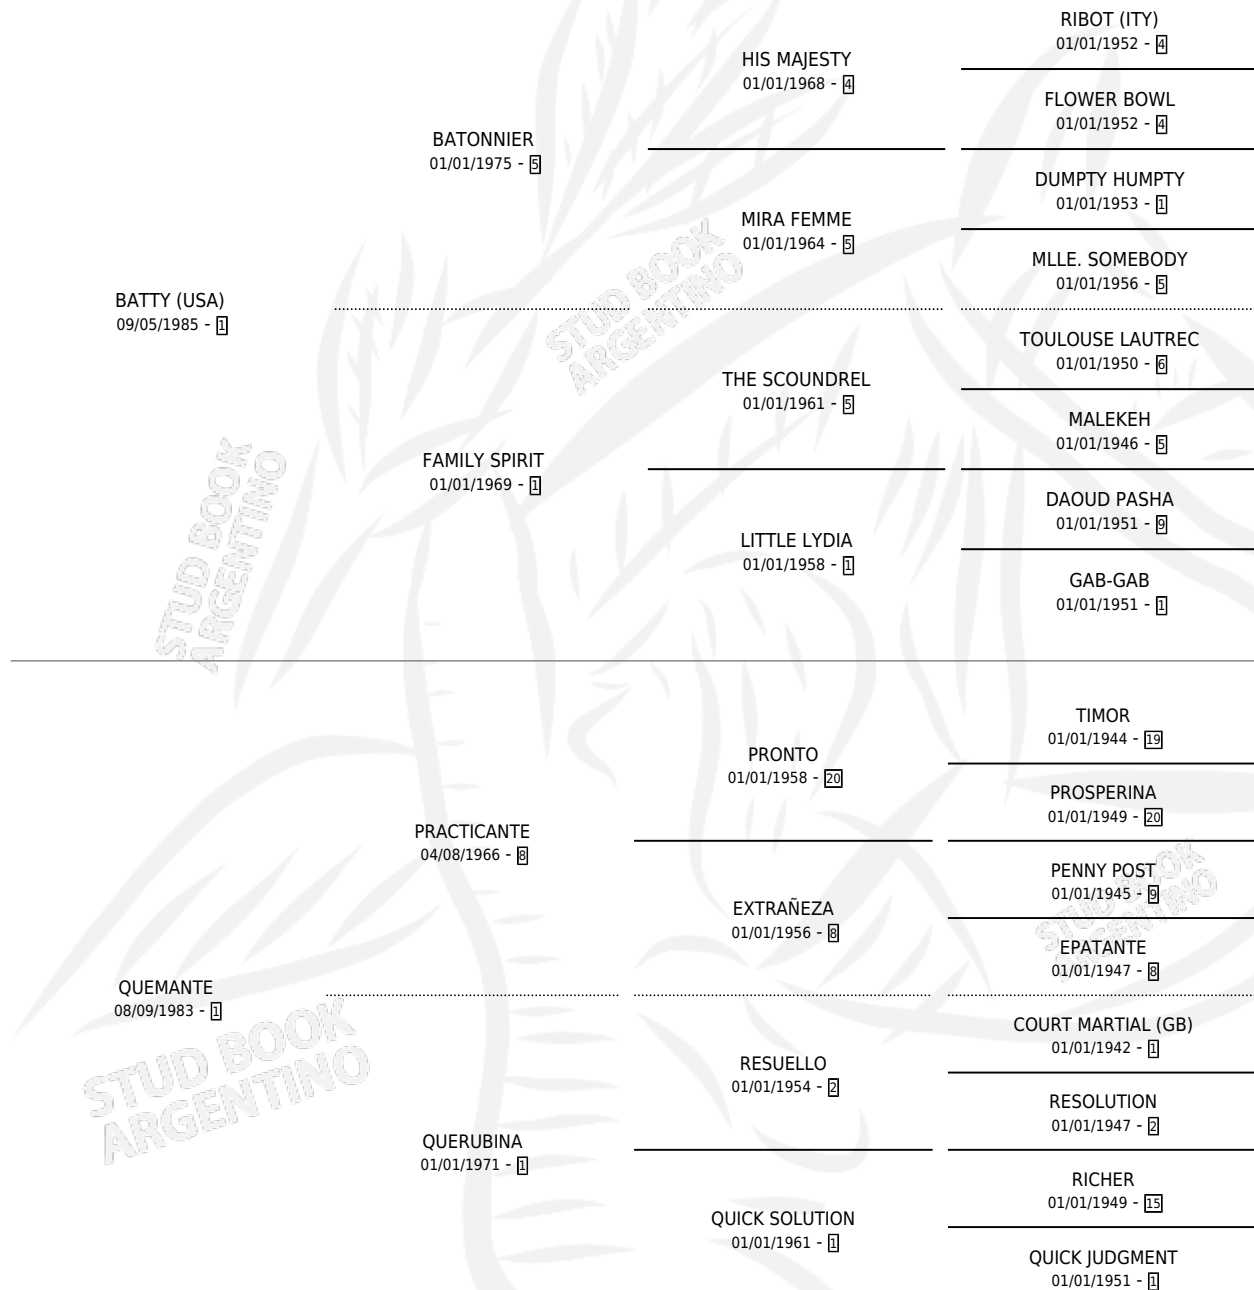 RIBOT (ITY)
01/01/1952 - 4
HIS MAJESTY
01/01/1968 - 4
FLOWER BOWL
01/01/1952 - 4
BATONNIER
01/01/1975 - 5
DUMPTY HUMPTY
01/01/1953 - 1
MIRA FEMME
01/01/1964 - 5
MLLE. SOMEBODY
01/01/1956 - 5
BATTY (USA)
09/05/1985 - 1
STUD BOOK
ARGENTINO
TOULOUSE LAUTREC
01/01/1950 - 6
THE SCOUNDREL
01/01/1961 - 5
MALEKEH
01/01/1946 - 5
FAMILY SPIRIT
01/01/1969 - 1
DAOUD PASHA
01/01/1951 - 9
LITTLE LYDIA
01/01/1958 - 1
GAB-GAB
01/01/1951 - 1
STUD BOOK
ARGENTINO
TIMOR
01/01/1944 - 19
PRONTO
01/01/1958 - 20
PROSPERINA
01/01/1949 - 20
PRACTICANTE
04/08/1966 - 8
PENNY POST
01/01/1945 - 9
EXTRAÑEZA
01/01/1956 - 8
EPATANTE
01/01/1947 - 8
STUD BOOK
ARGENTINO
QUEMANTE
08/09/1983 - 1
COURT MARTIAL (GB)
01/01/1942 - 1
RESUELLO
01/01/1954 - 2
RESOLUTION
01/01/1947 - 2
STUD BOOK
ARGENTINO
QUERUBINA
01/01/1971 - 1
RICHER
01/01/1949 - 15
QUICK SOLUTION
01/01/1961 - 1
QUICK JUDGMENT
01/01/1951 - 1